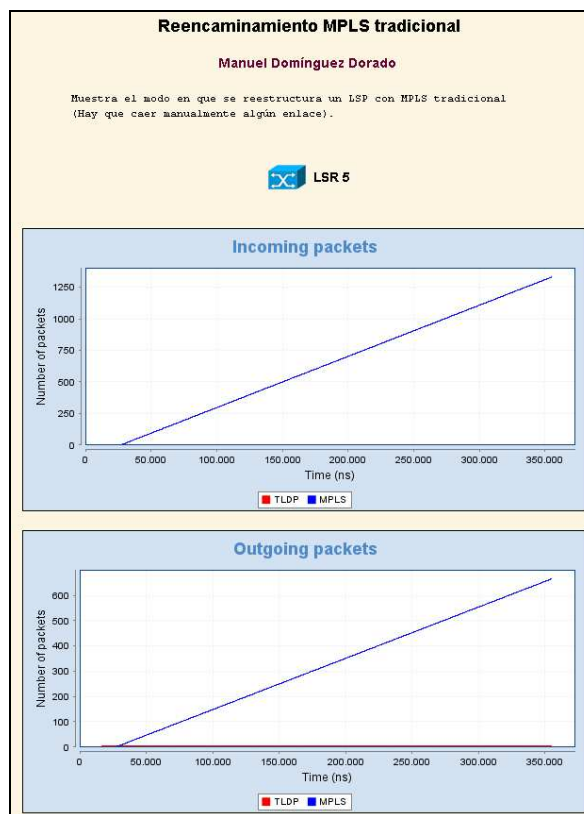 Reencaminamiento MPLS tradicional
Manuel Domínguez Dorado
Muestra el modo en que se reestructura un LSP con MPLS tradicional
(Hay que caer manualmente algún enlace).
LSR 5
Incoming packets
Number of packets
1250
1000
750
500
250
0
0 50.000 100.000 150.000 200.000 250.000 300.000 350.000
Time (ns)
TLDP MPLS
Outgoing packets
Number of packets
600
500
400
300
200
100
0
0 50.000 100.000 150.000 200.000 250.000 300.000 350.000
Time (ns)
TLDP MPLS